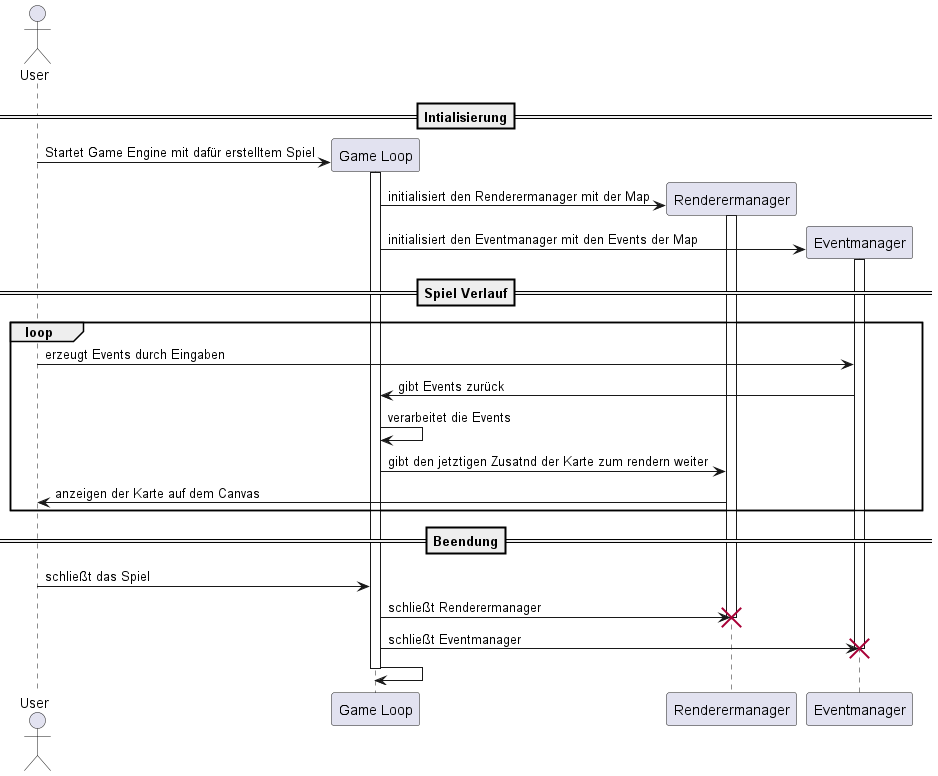 User
Intialisierung
Startet Game Engine mit dafür erstelltem Spiel
Game Loop
initialisiert den Renderermanager mit der Map
Renderermanager
initialisiert den Eventmanager mit den Events der Map
Eventmanager
Spiel Verlauf
loop
erzeugt Events durch Eingaben
gibt Events zurück
verarbeitet die Events
gibt den jetztigen Zusatnd der Karte zum rendern weiter
anzeigen der Karte auf dem Canvas
Beendung
schließt das Spiel
schließt Renderermanager
schließt Eventmanager
User
Game Loop
Renderermanager
Eventmanager